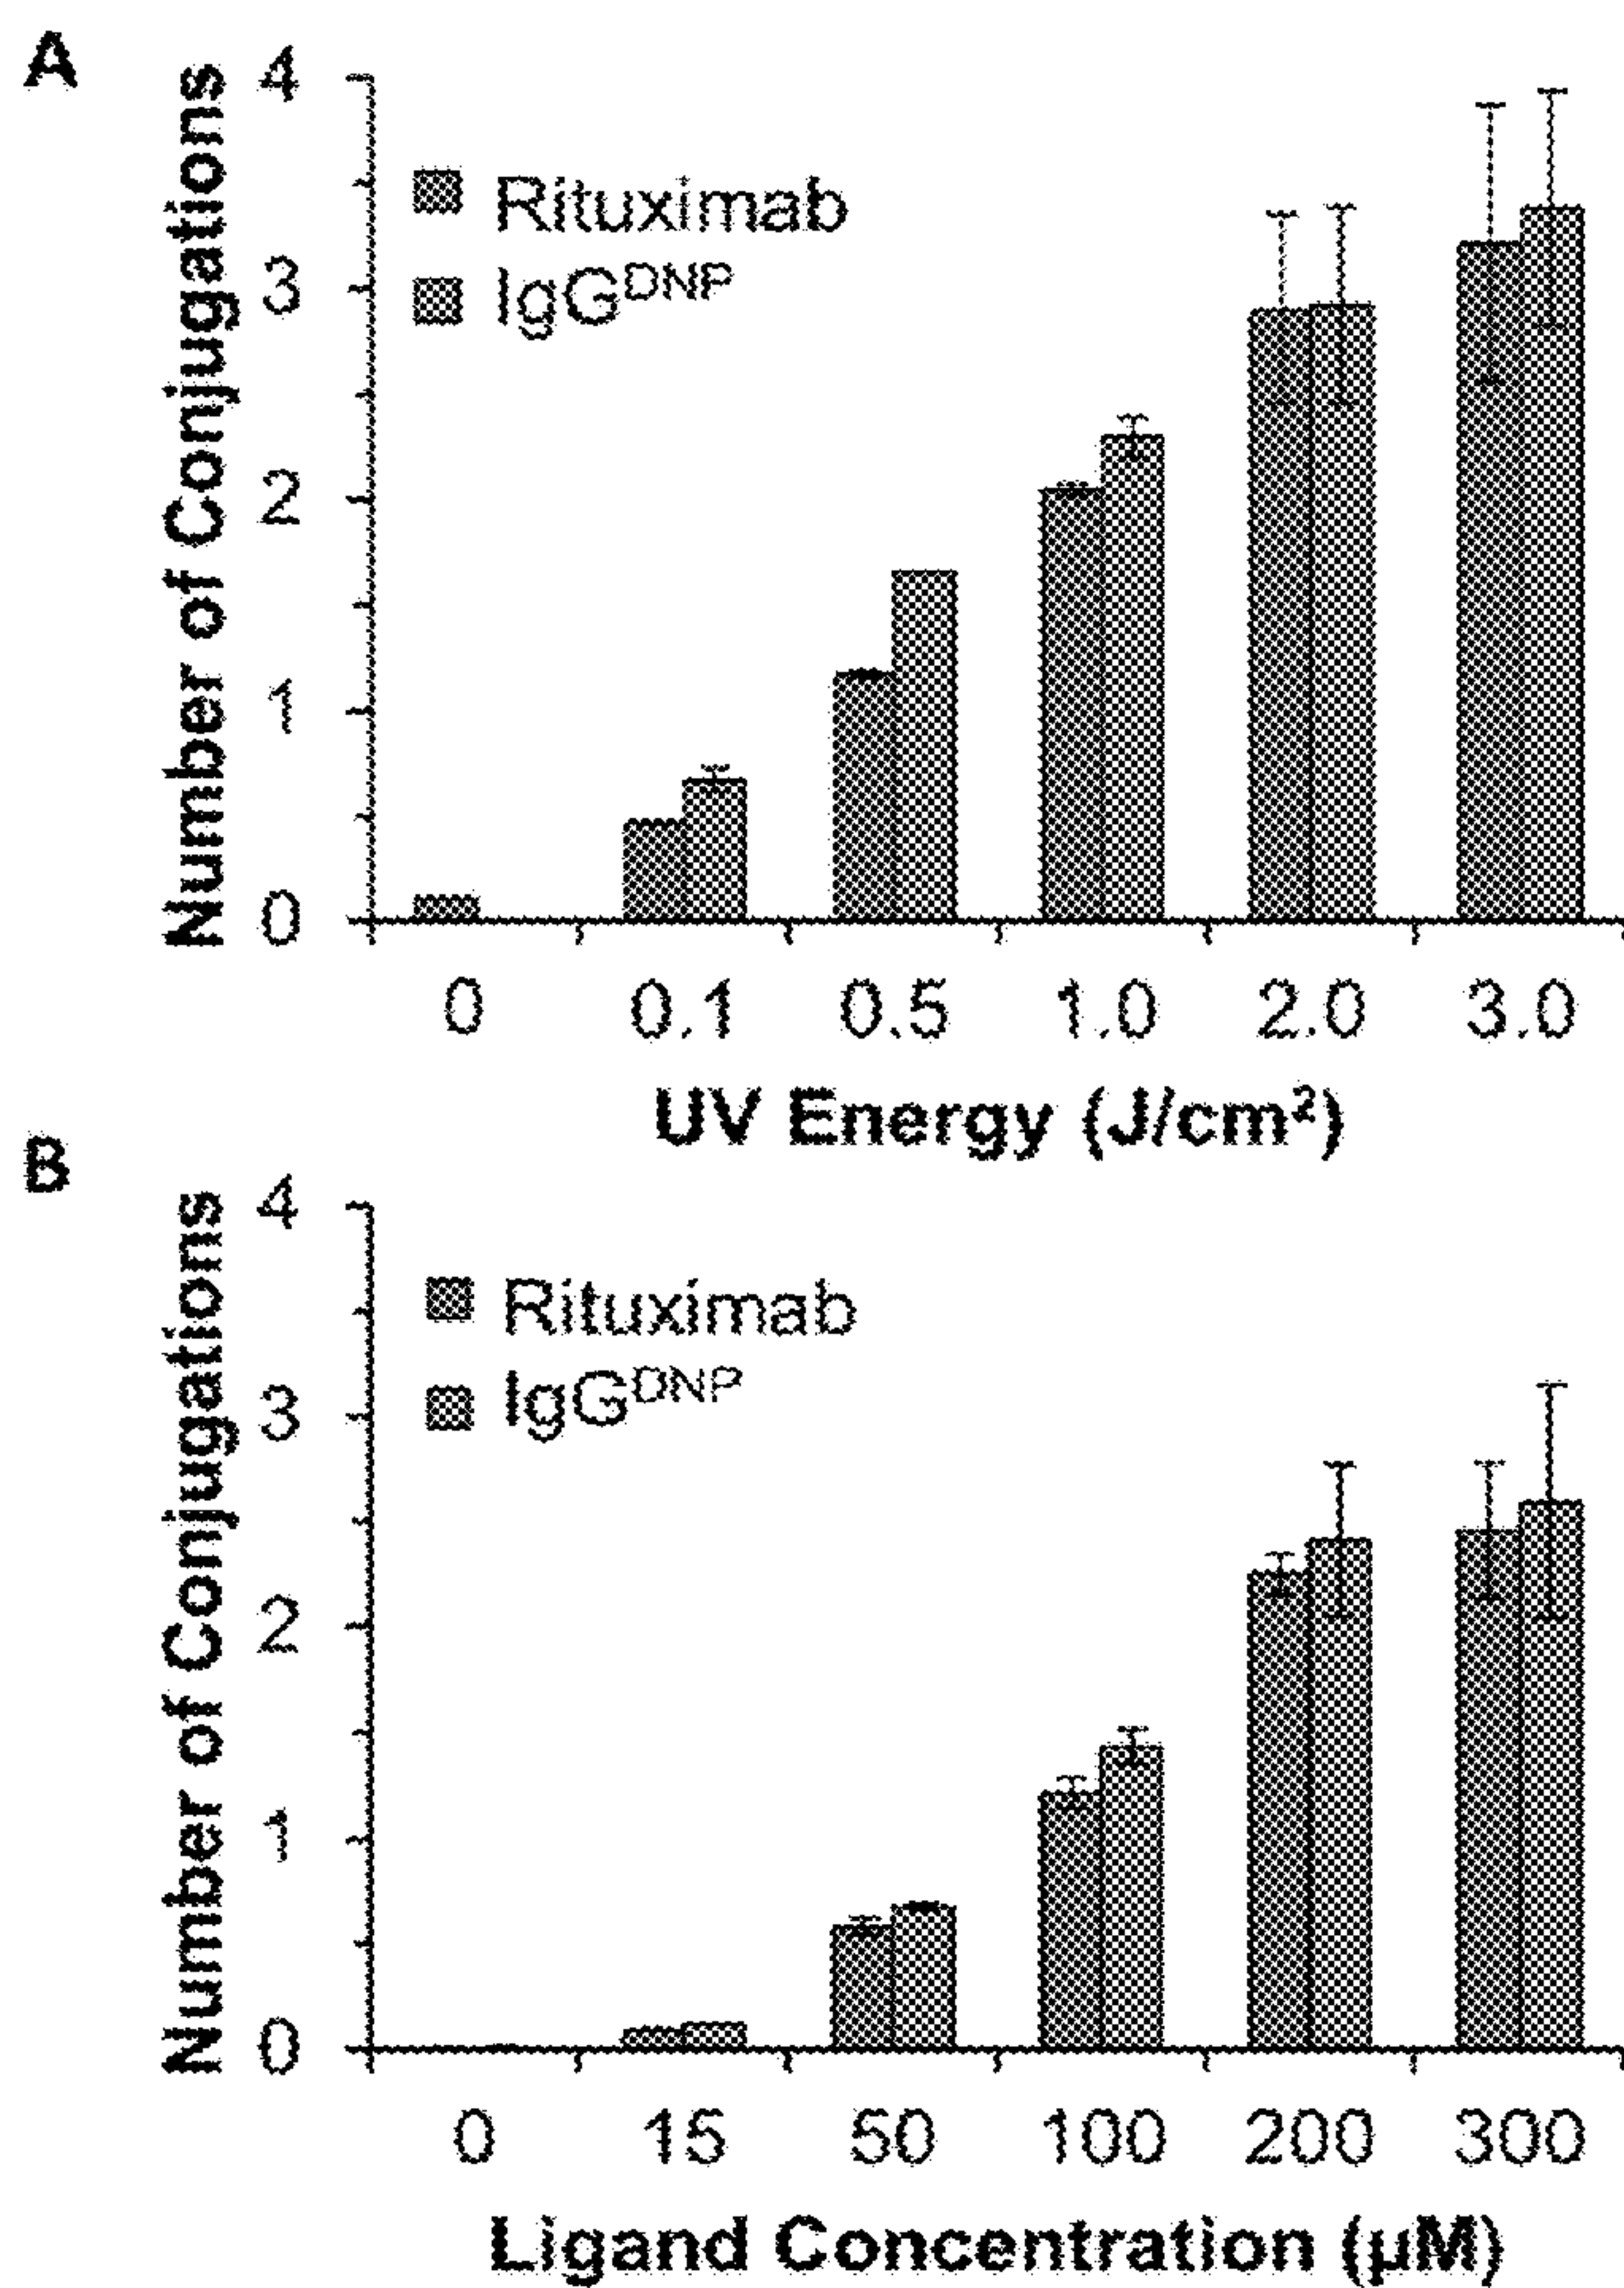 A
Number of Conjugations
4
3
2
1
0
Rituximab
IgG^DNP
0 0.1 0.5 1.0 2.0 3.0
UV Energy (J/cm²)
B
Number of Conjugations
4
3
2
1
0
Rituximab
IgG^DNP
0 15 50 100 200 300
Ligand Concentration (µM)